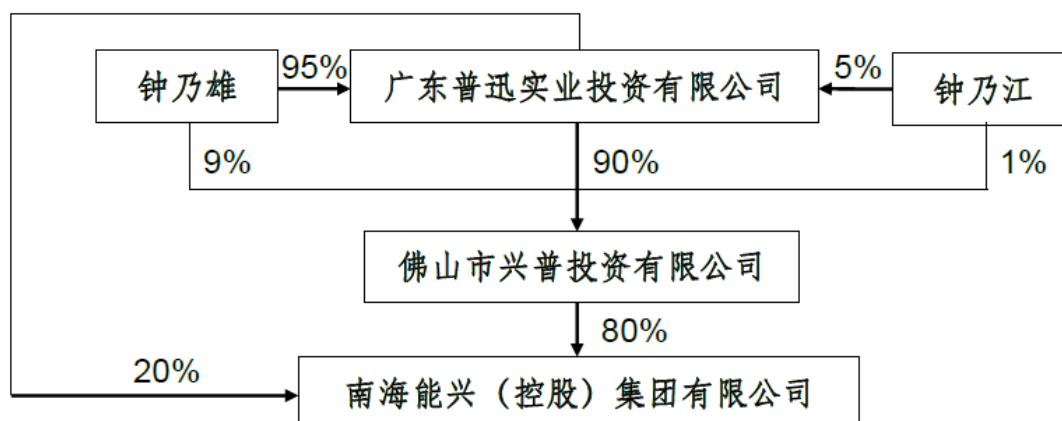 钟乃雄
95%
广东普迅实业投资有限公司
5%
钟乃江
9%
90%
1%
佛山市兴普投资有限公司
80%
20%
南海能兴（控股）集团有限公司